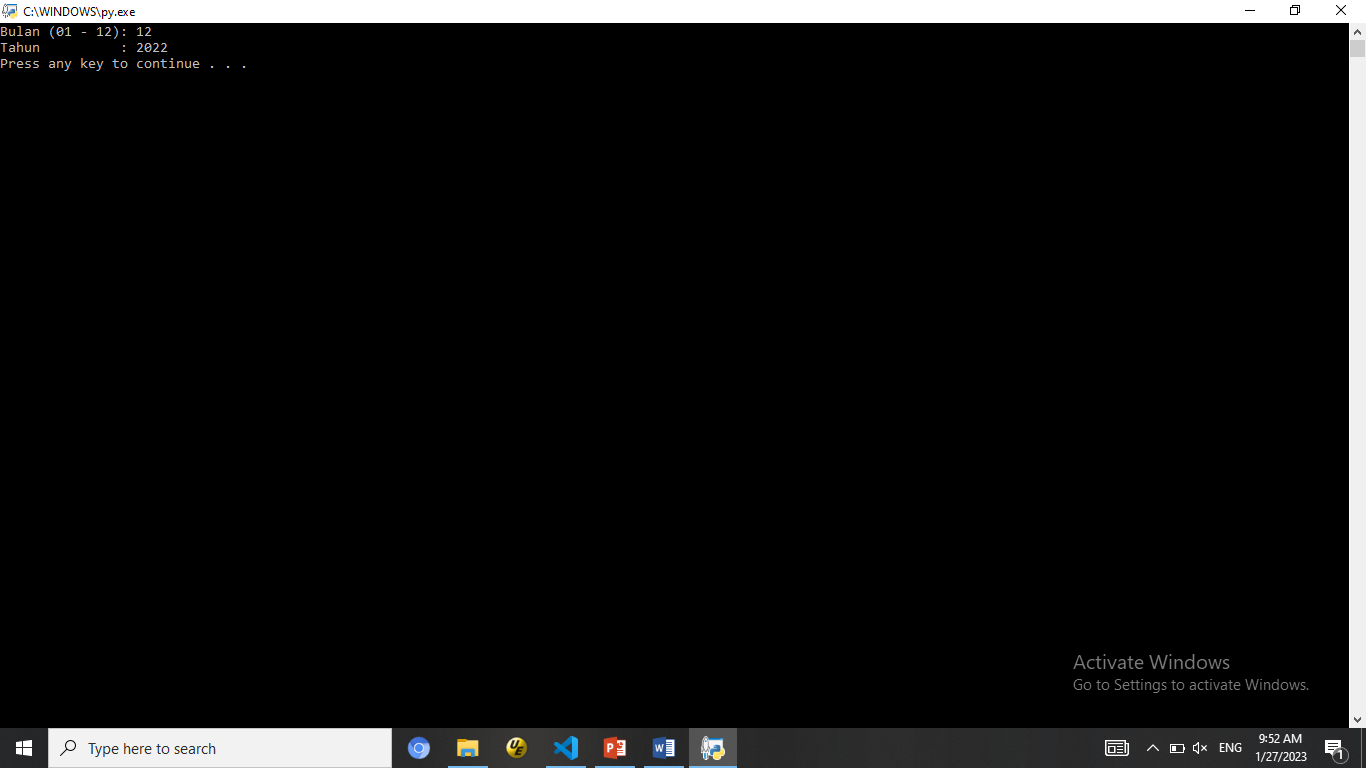 C:\WINDOWS\py.exe
Bulan (01 - 12): 12
Tahun          : 2022
Press any key to continue . . .
Activate Windows
Go to Settings to activate Windows.
Type here to search
ENG
9:52 AM
1/27/2023
1